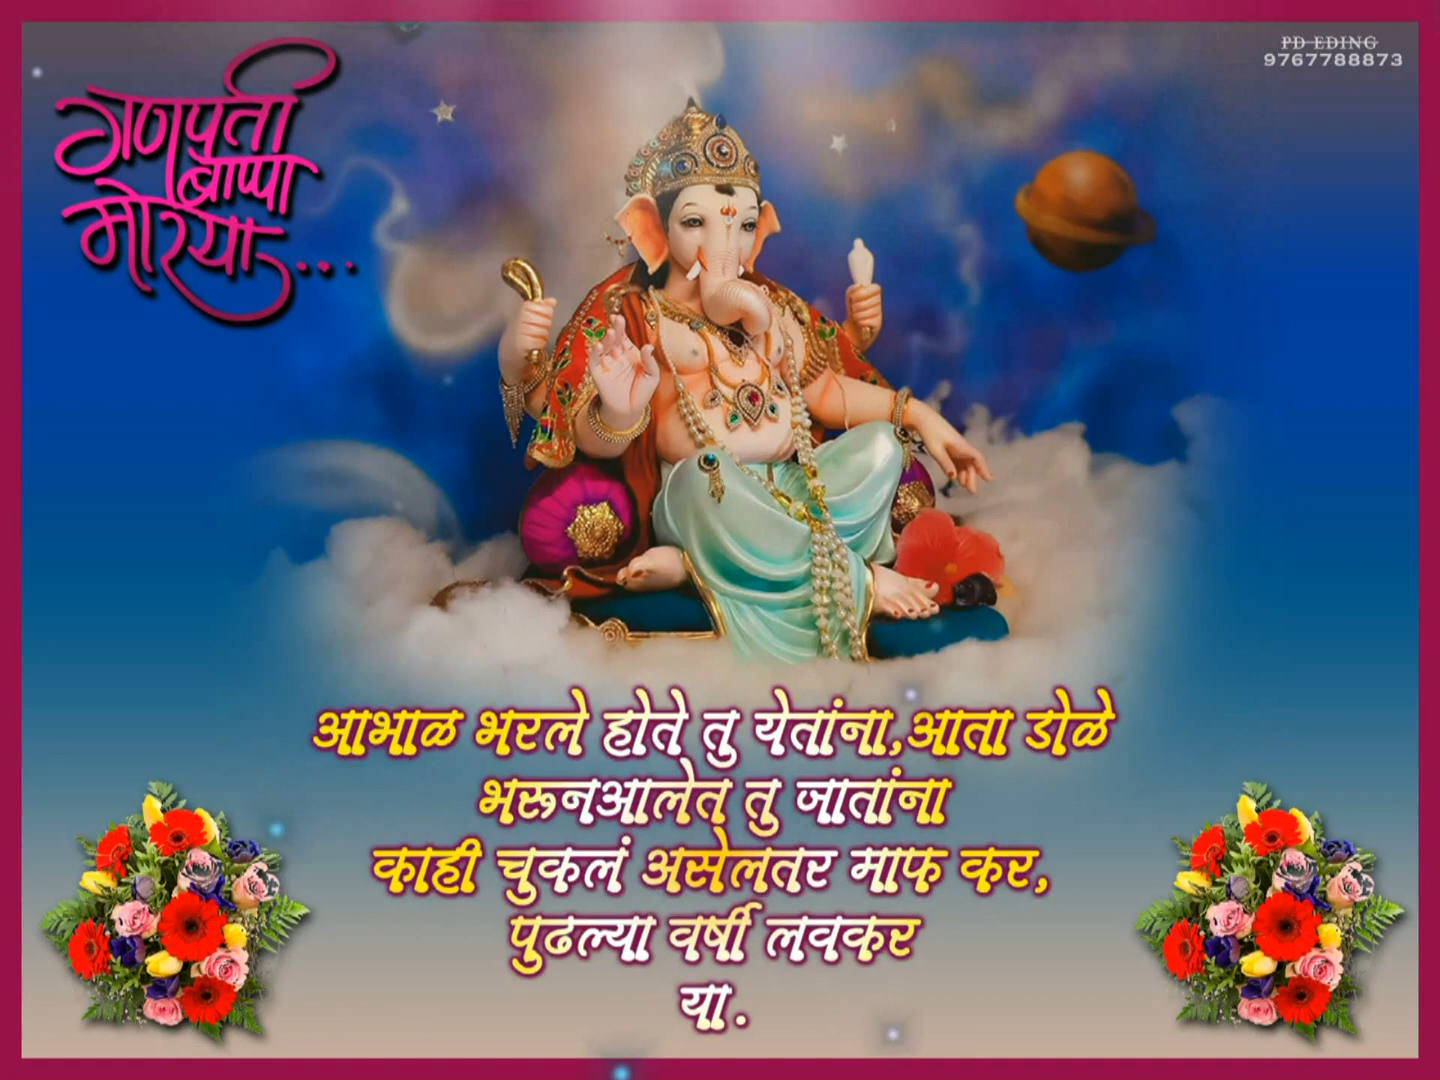 गणपती
बाप्पा
मोरया...
PD EDING
9767788873
आभाळ भरले होते तु येतांना,आता डोळे
भरूनआलेत तु जातांना
काही चुकलं असेलतर माफ कर,
पुढल्या वर्षी लवकर
या.